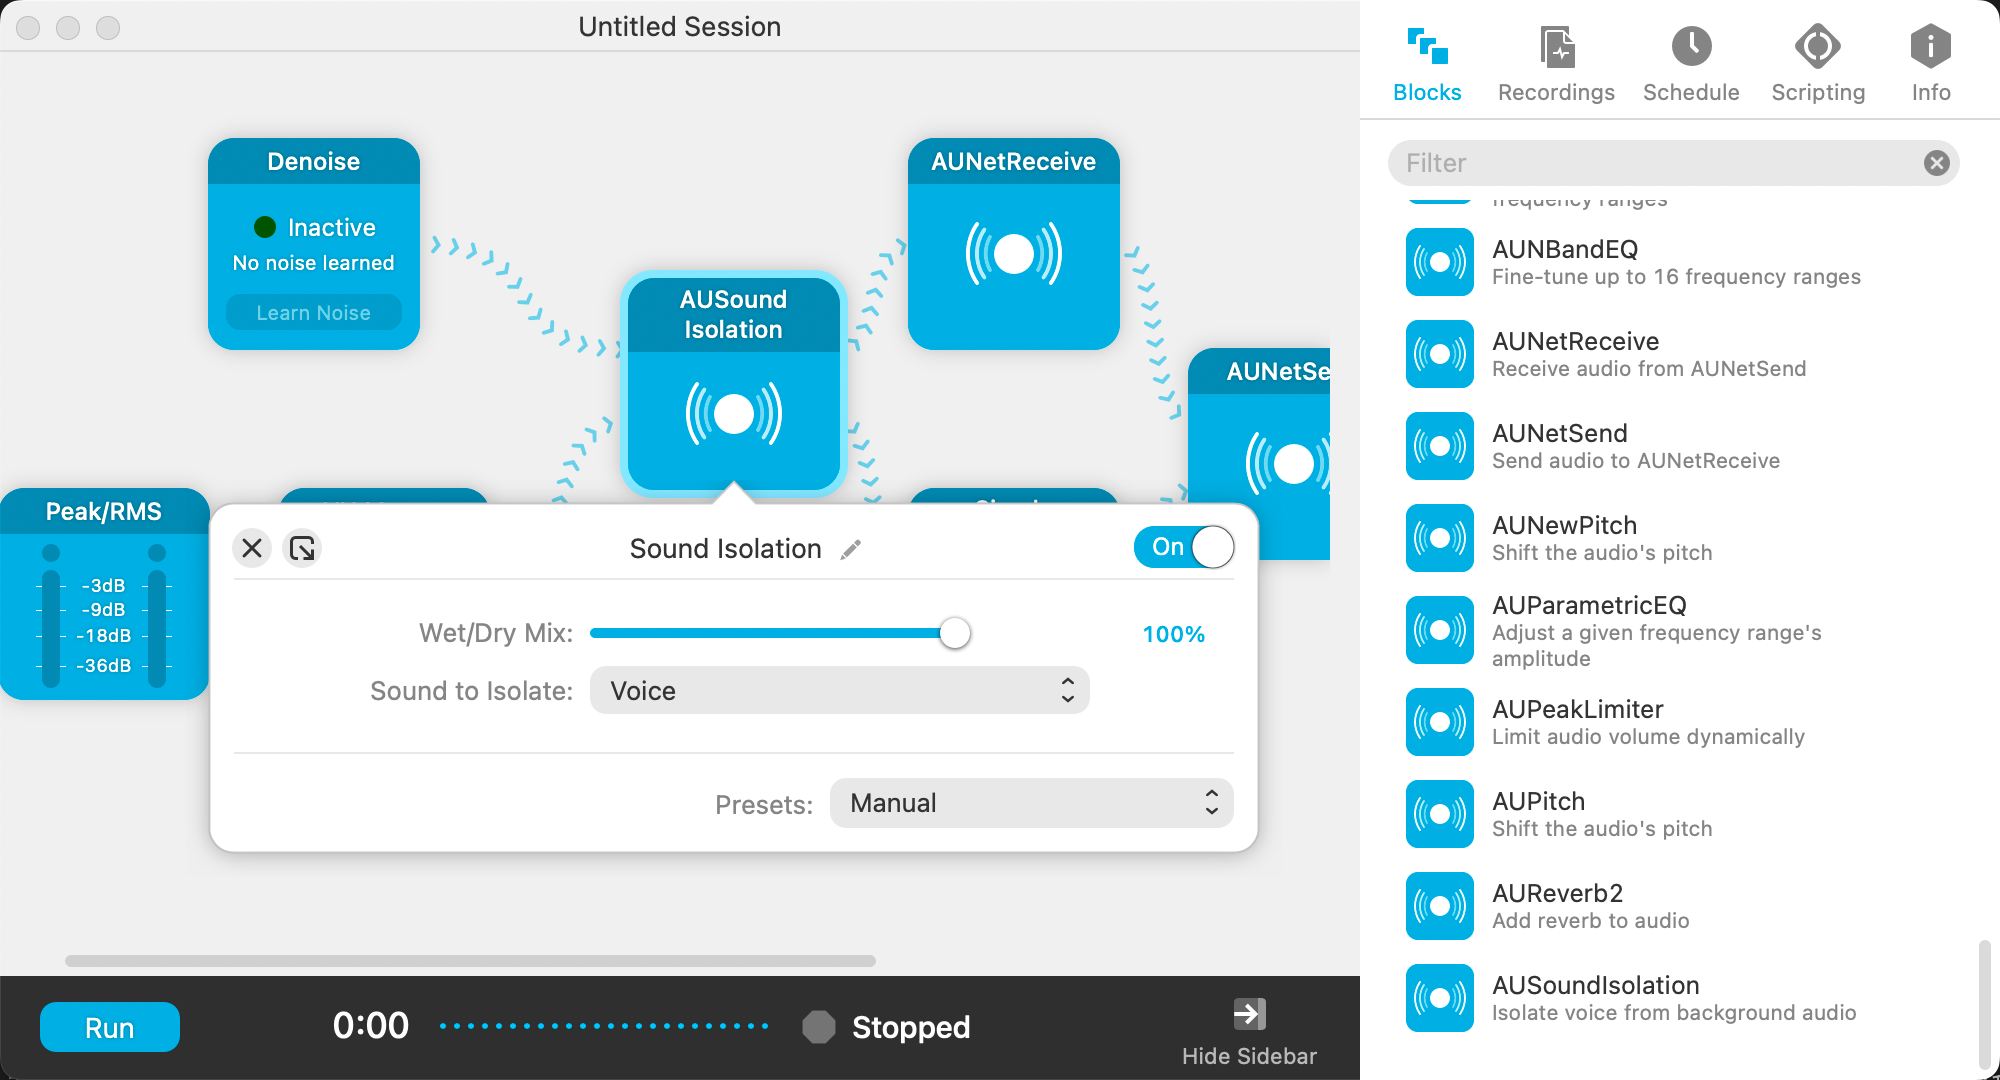 Untitled Session
Blocks
Recordings
Schedule
Scripting
Info
Filter
Denoise
Inactive
No noise learned
Learn Noise
AUSound
Isolation
AUNetReceive
AUNetSe
Peak/RMS
-3dB
-9dB
-18dB
-36dB
Sound Isolation
On
Wet/Dry Mix:
100%
Sound to Isolate:
Voice
Presets:
Manual
Run
0:00
Stopped
Hide Sidebar
frequency ranges
AUNBandEQ
Fine-tune up to 16 frequency ranges
AUNetReceive
Receive audio from AUNetSend
AUNetSend
Send audio to AUNetReceive
AUNewPitch
Shift the audio's pitch
AUParametricEQ
Adjust a given frequency range's
amplitude
AUPeakLimiter
Limit audio volume dynamically
AUPitch
Shift the audio's pitch
AUReverb2
Add reverb to audio
AUSoundIsolation
Isolate voice from background audio